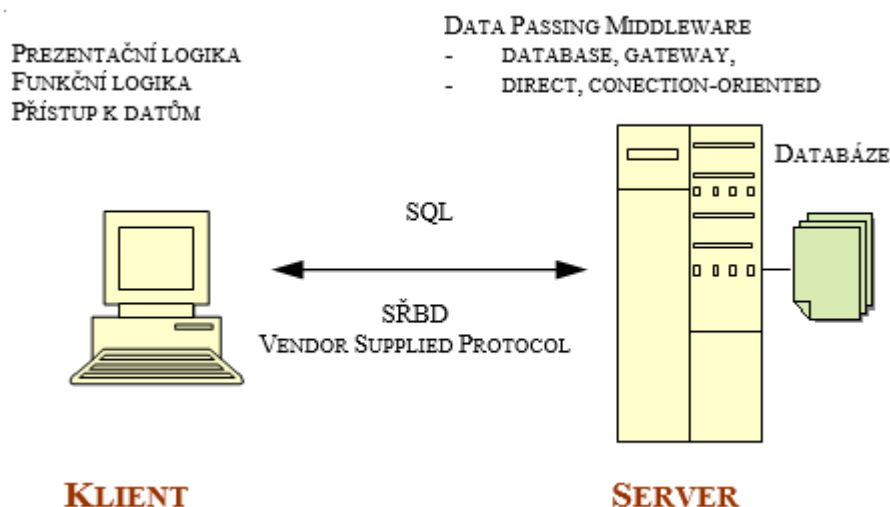 PREZENTAČNÍ LOGIKA
FUNKČNÍ LOGIKA
PŘÍSTUP K DATŮM
DATA PASSING MIDDLEWARE
- DATABASE, GATEWAY,
- DIRECT, CONECTION-ORIENTED
DATABÁZE
SQL
SŘBD
VENDOR SUPPLIED PROTOCOL
KLIENT
SERVER